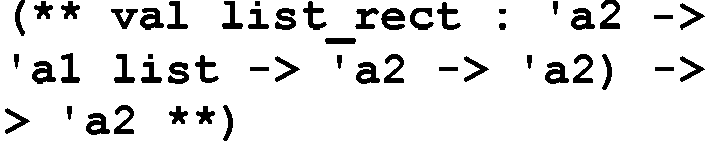 (** val list_rect : 'a2 ->
'a1 list -> 'a2 -> 'a2) ->
> 'a2 **)